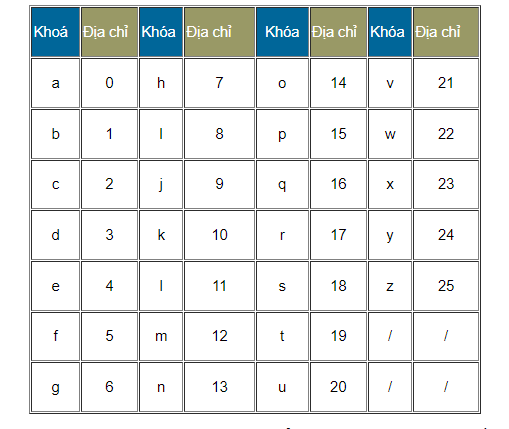 Khoá Địa chỉ Khóa Địa chỉ Khóa Địa chỉ Khóa Địa chỉ
a 0 h 7 o 14 v 21
b 1 l 8 p 15 w 22
c 2 j 9 q 16 x 23
d 3 k 10 r 17 y 24
e 4 l 11 s 18 z 25
f 5 m 12 t 19 / /
g 6 n 13 u 20 / /